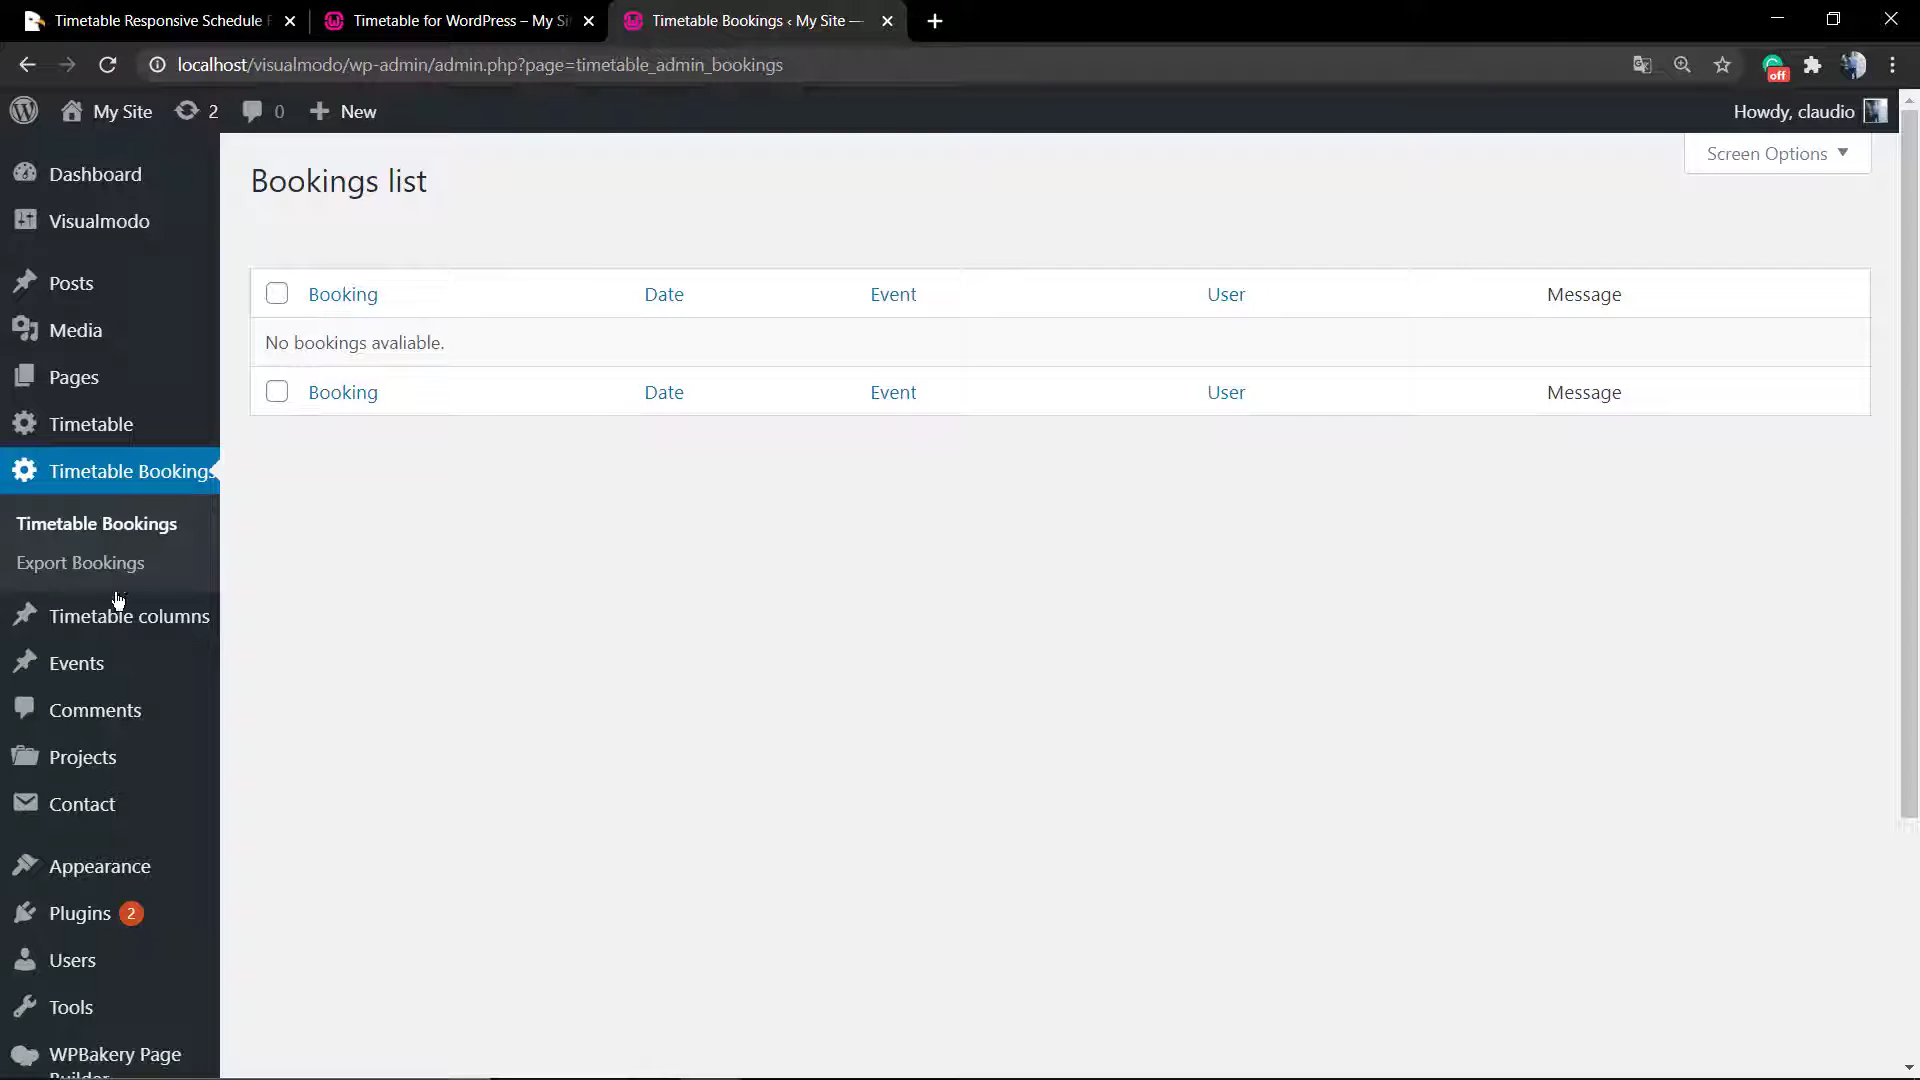 Timetable Responsive Schedule F
Timetable for WordPress – My Si
Timetable Bookings ‹ My Site —
localhost/visualmodo/wp-admin/admin.php?page=timetable_admin_bookings
off
My Site
2
0
New
Howdy, claudio
Screen Options
Dashboard
Visualmodo
Posts
Media
Pages
Timetable
Timetable Bookings
Timetable Bookings
Export Bookings
Timetable columns
Events
Comments
Projects
Contact
Appearance
Plugins 2
Users
Tools
WPBakery Page
Builder
Bookings list
Booking Date Event User Message
No bookings avaliable.
Booking Date Event User Message